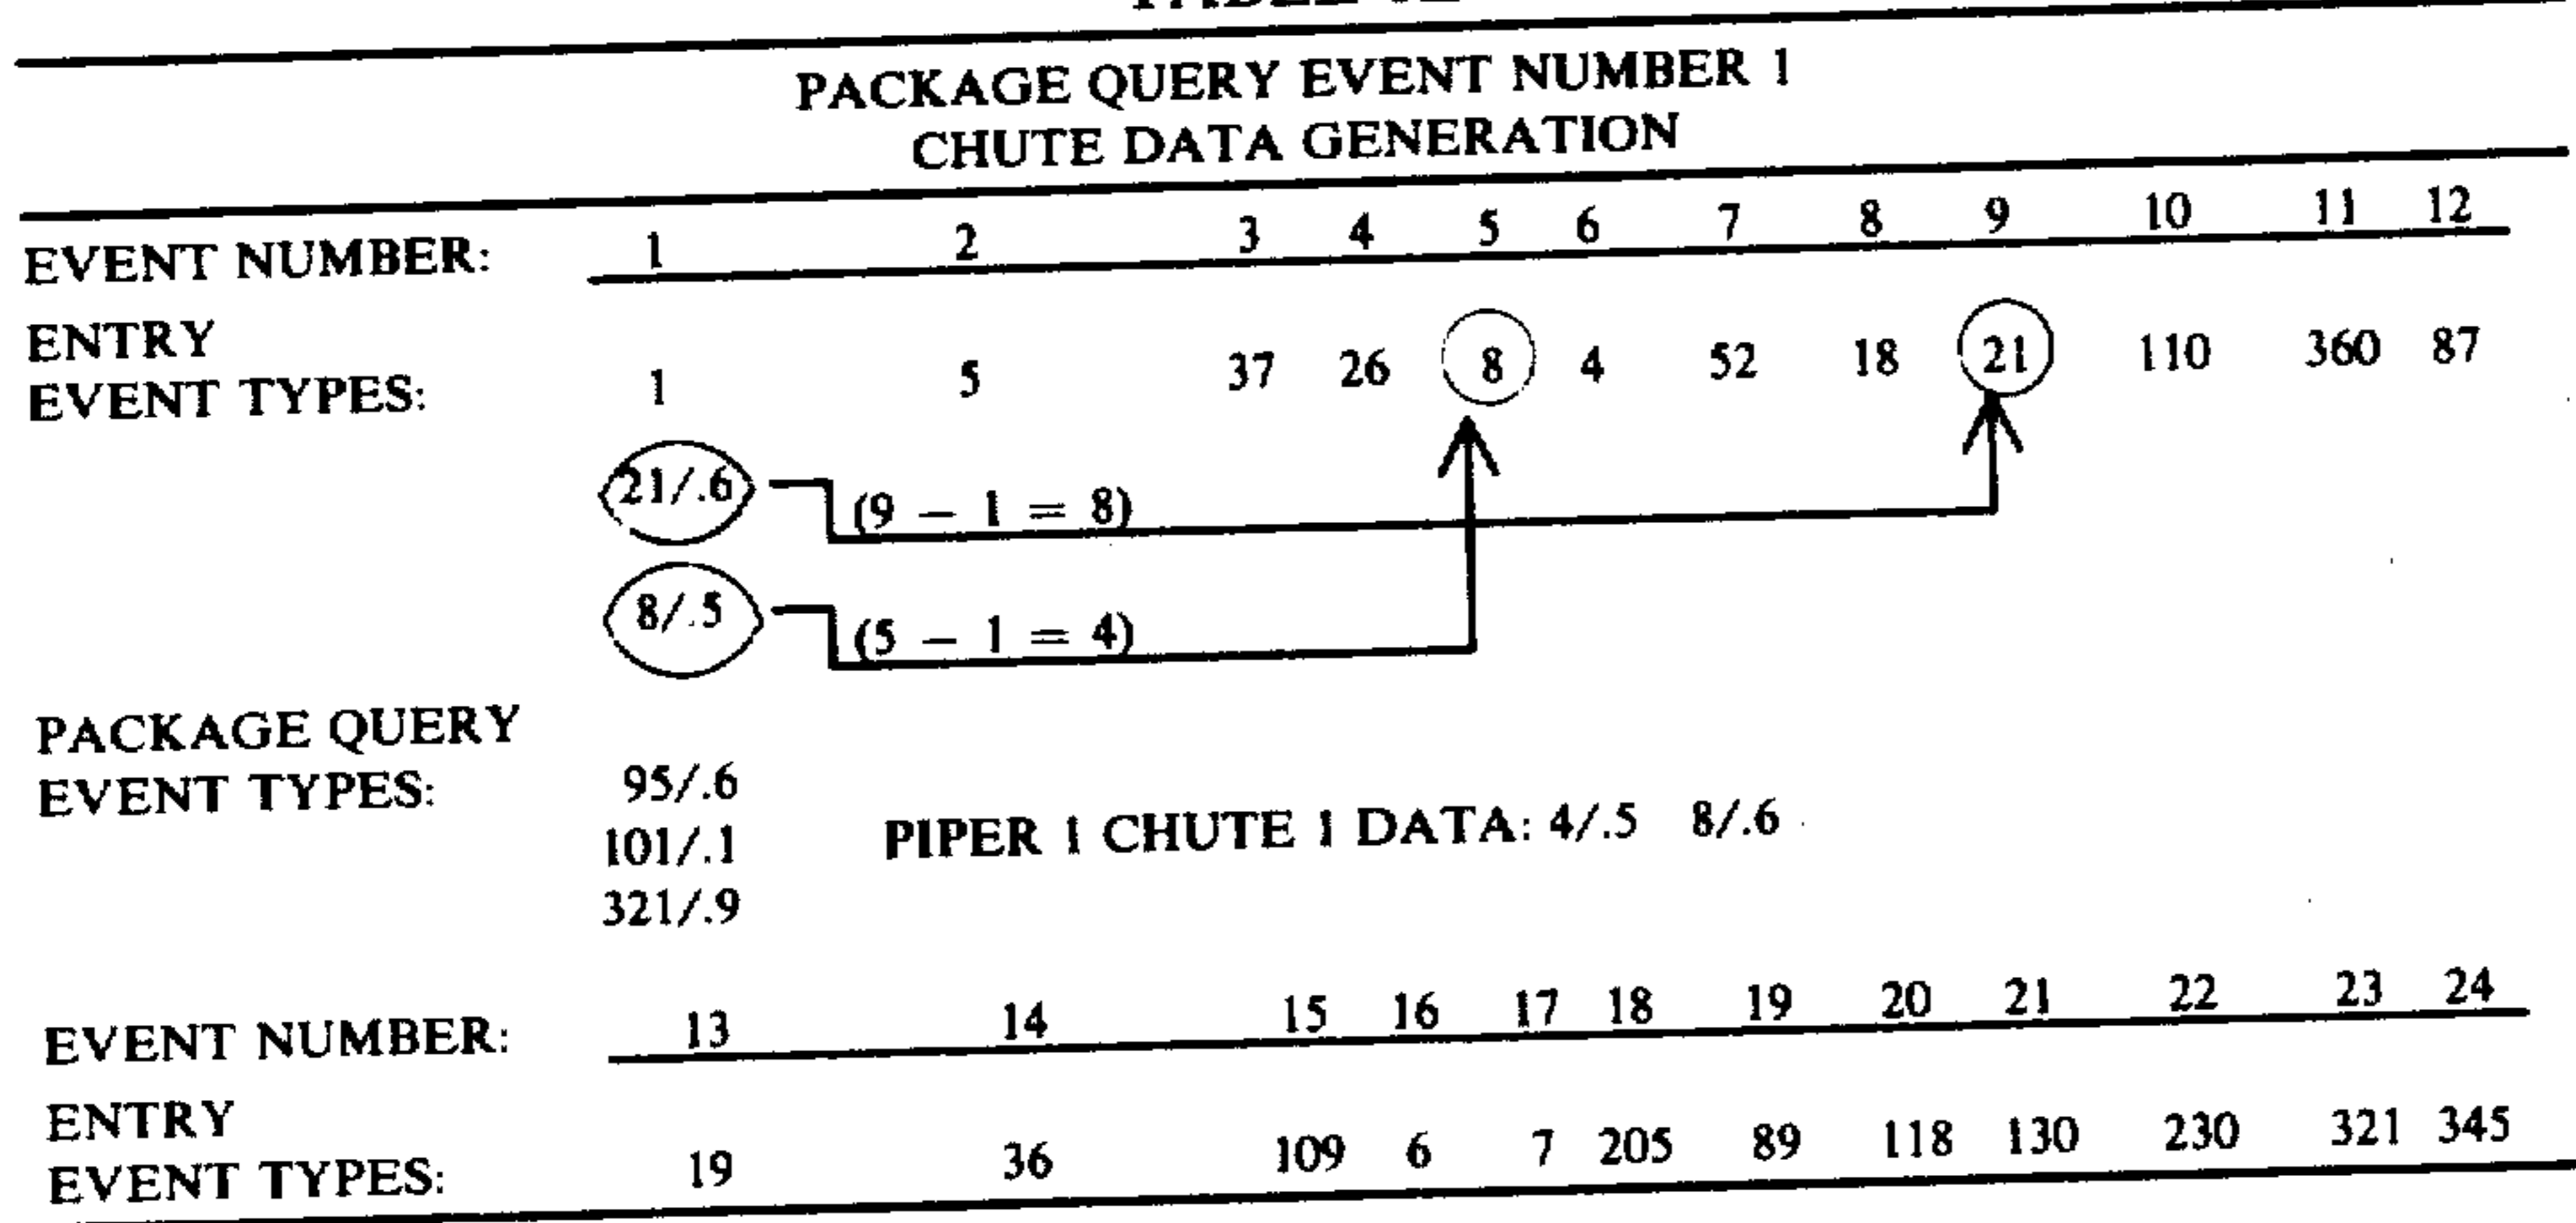 PACKAGE QUERY EVENT NUMBER 1
CHUTE DATA GENERATION
EVENT NUMBER: 1 2 3 4 5 6 7 8 9 10 11 12
ENTRY
EVENT TYPES: 1 5 37 26 8 4 52 18 21 110 360 87
21/.6 (9 — 1 = 8)
8/.5 (5 — 1 = 4)
PACKAGE QUERY
EVENT TYPES: 95/.6
101/.1 PIPER 1 CHUTE 1 DATA: 4/.5 8/.6
321/.9
EVENT NUMBER: 13 14 15 16 17 18 19 20 21 22 23 24
ENTRY
EVENT TYPES: 19 36 109 6 7 205 89 118 130 230 321 345